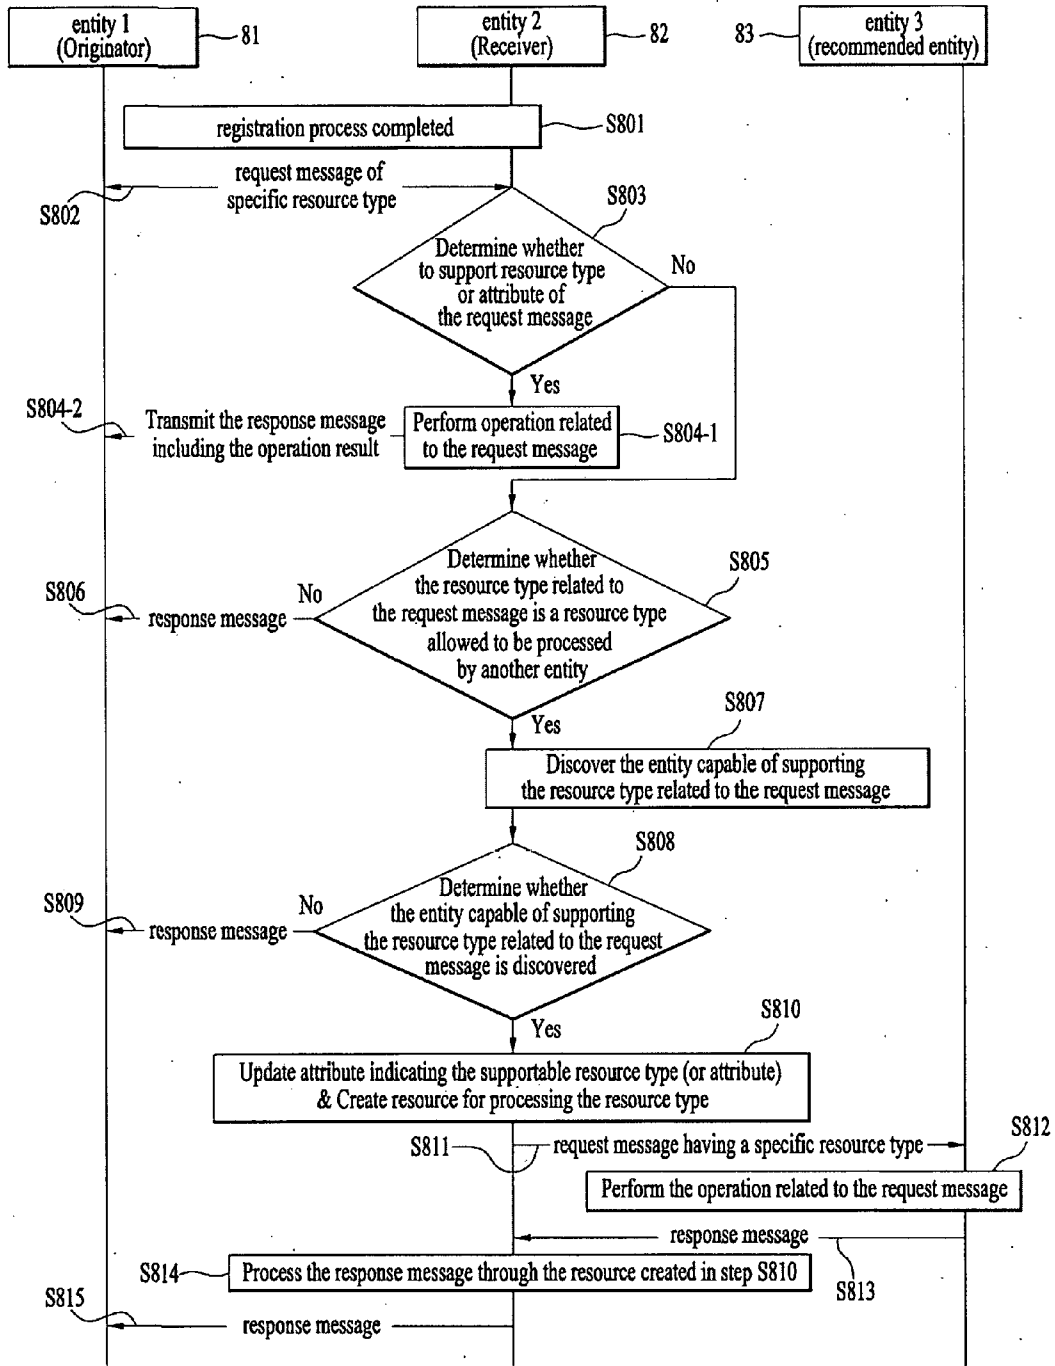 entity 1
(Originator)
81
entity 2
(Receiver)
82
83
entity 3
(recommended entity)
registration process completed
S801
request message of
specific resource type
S802
S803
Determine whether
to support resource type
or attribute of
the request message
No
Yes
S804-2
Transmit the response message
including the operation result
Perform operation related
to the request message
S804-1
Determine whether
the resource type related to
the request message is a resource type
allowed to be processed
by another entity
S805
S806
No
response message
Yes
S807
Discover the entity capable of supporting
the resource type related to the request message
S808
Determine whether
the entity capable of supporting
the resource type related to the request
message is discovered
S809
No
response message
Yes
S810
Update attribute indicating the supportable resource type (or attribute)
& Create resource for processing the resource type
S811
request message having a specific resource type
S812
Perform the operation related to the request message
response message
S813
S814
Process the response message through the resource created in step S810
S815
response message